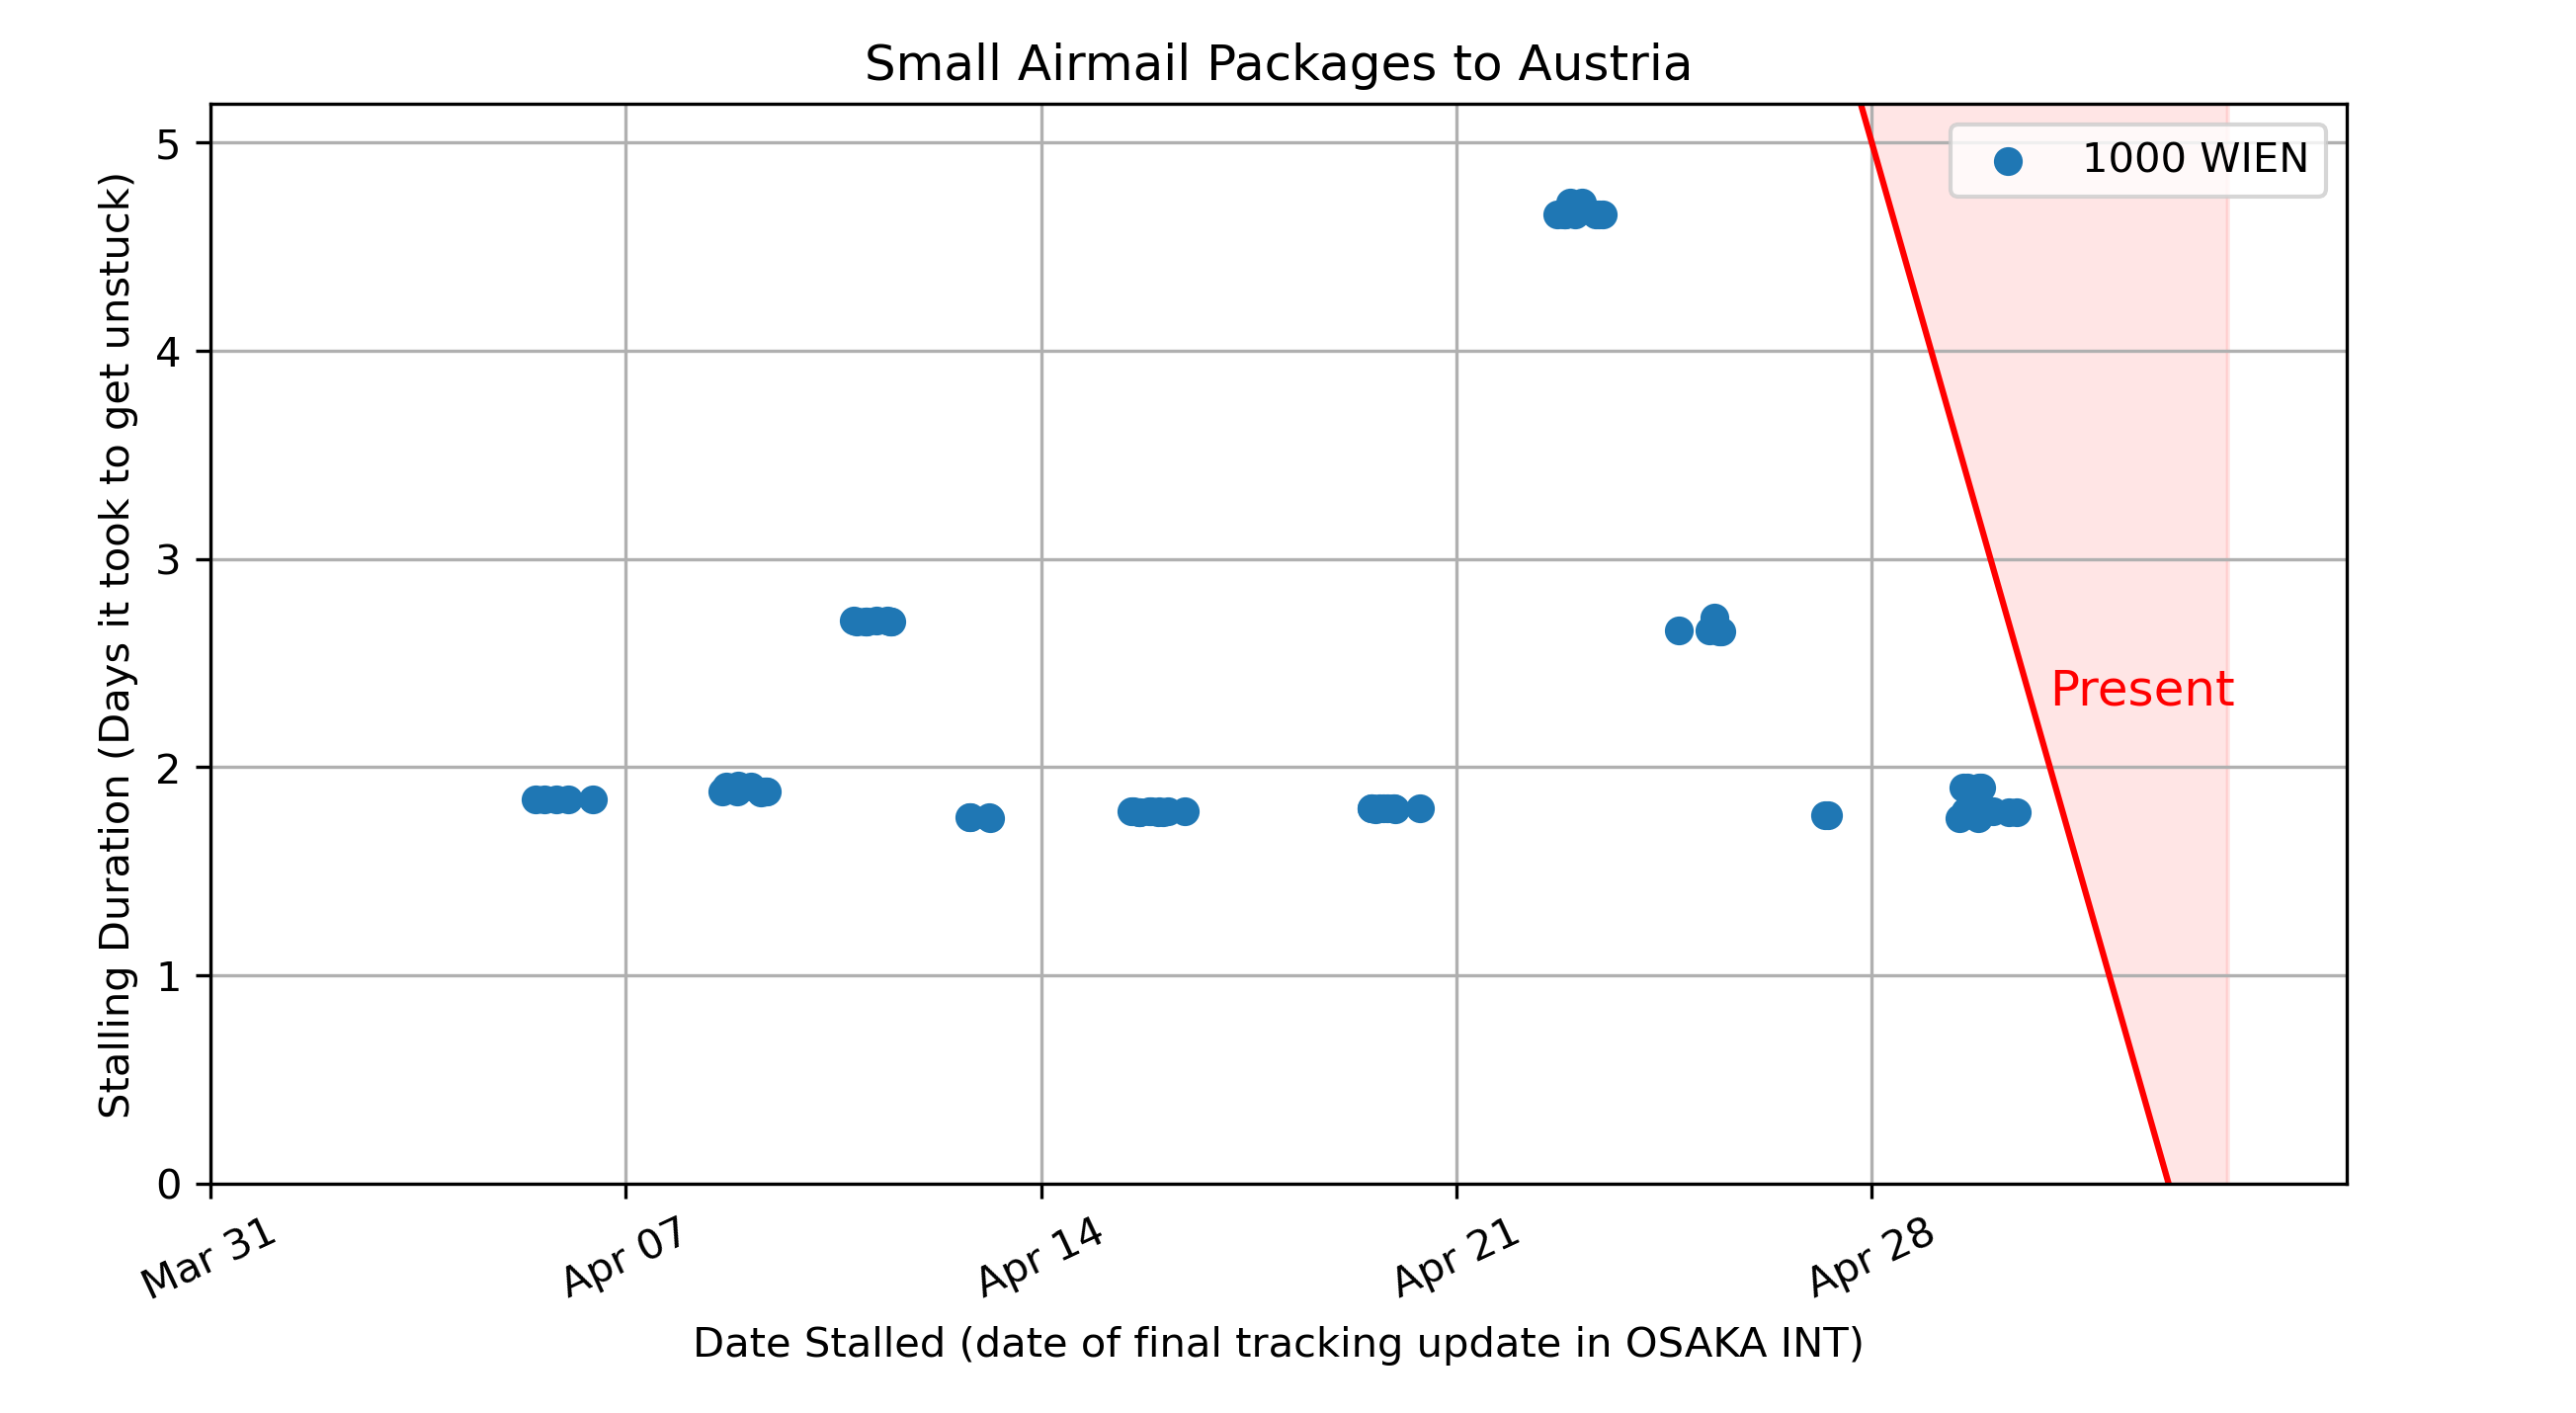 Small Airmail Packages to Austria
1000 WIEN
Present
Stalling Duration (Days it took to get unstuck)
5
4
3
2
1
0
Mar 31
Apr 07
Apr 14
Apr 21
Apr 28
Date Stalled (date of final tracking update in OSAKA INT)